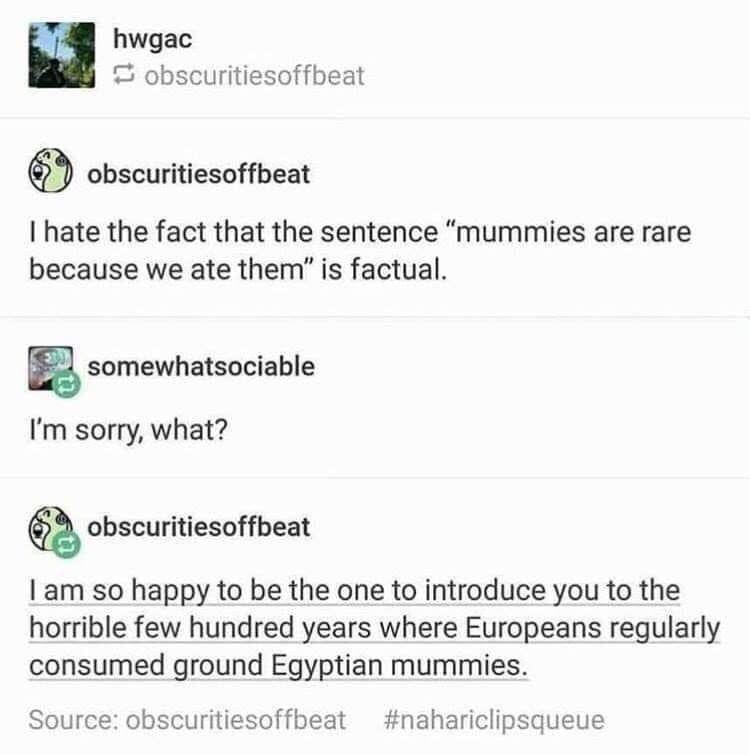 hwgac
obscuritiesoffbeat
obscuritiesoffbeat
I hate the fact that the sentence “mummies are rare
because we ate them” is factual.
somewhatsociable
I'm sorry, what?
obscuritiesoffbeat
I am so happy to be the one to introduce you to the
horrible few hundred years where Europeans regularly
consumed ground Egyptian mummies.
Source: obscuritiesoffbeat #nahariclipsqueue